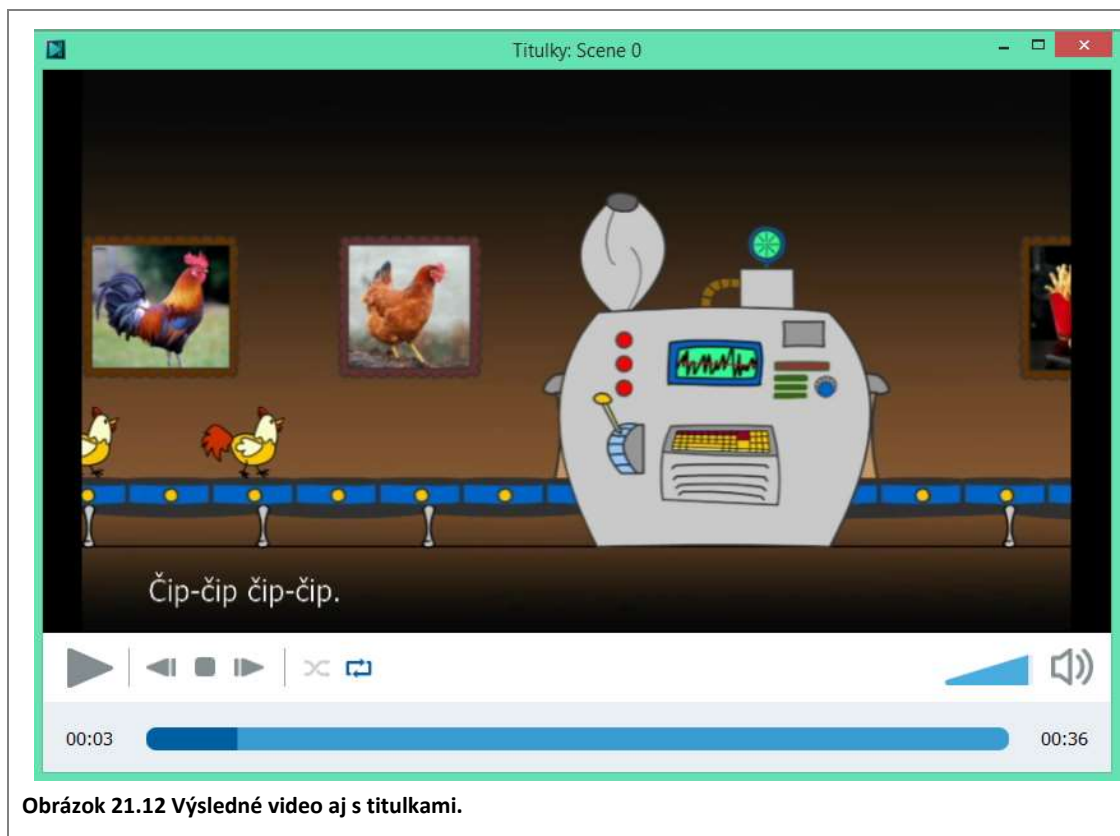 Titulky: Scene 0
Čip-čip čip-čip.
00:03
00:36
Obrázok 21.12 Výsledné video aj s titulkami.